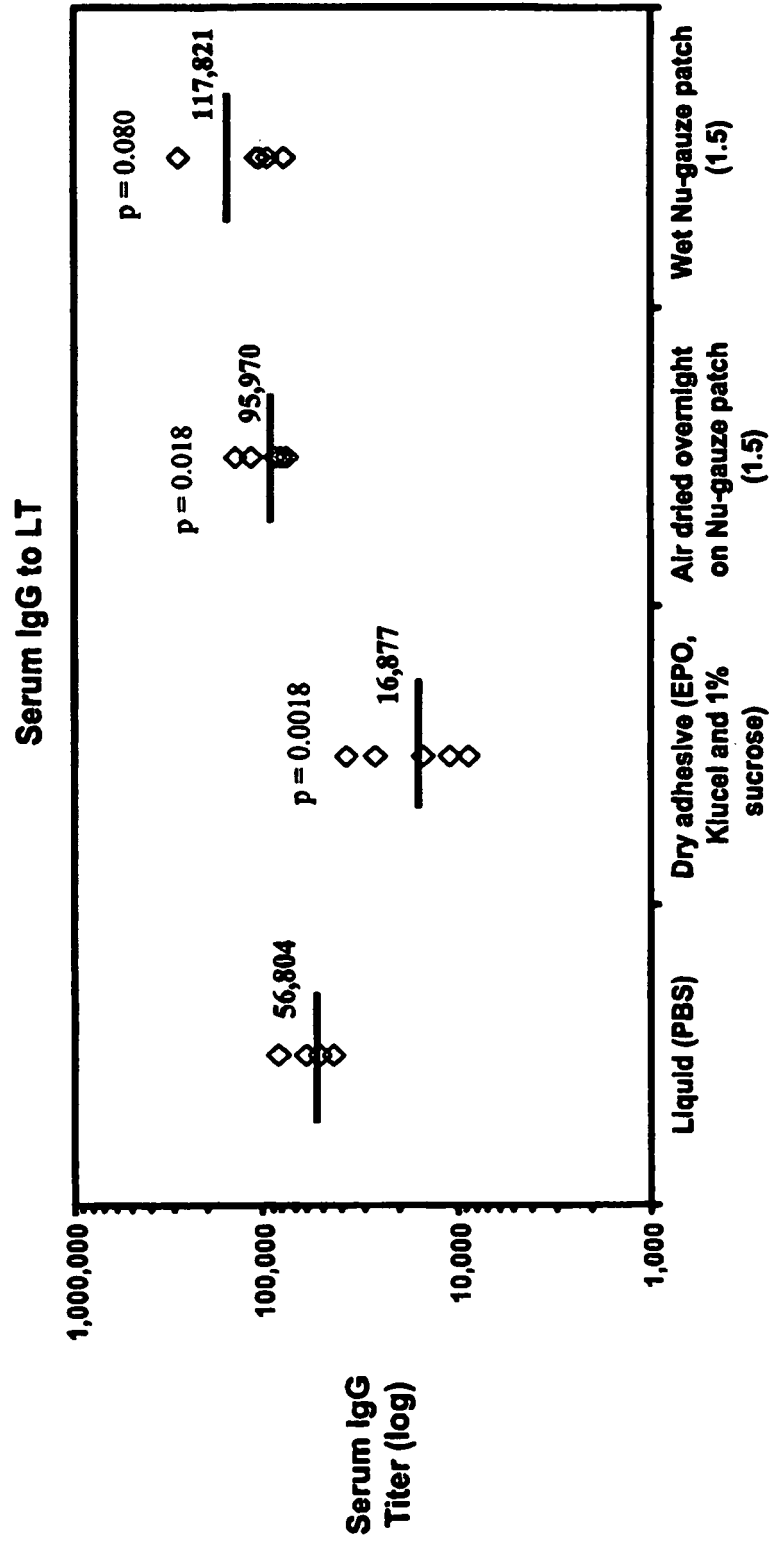 Serum IgG to LT
Serum IgG
Titer (log)
1,000,000
100,000
10,000
1,000
56,804
p = 0.0018
16,877
p = 0.018
95,970
p = 0.080
117,821
Liquid (PBS)
Dry adhesive (EPO,
Klucel and 1%
sucrose)
Air dried overnight
on Nu-gauze patch
(1.5)
Wet Nu-gauze patch
(1.5)